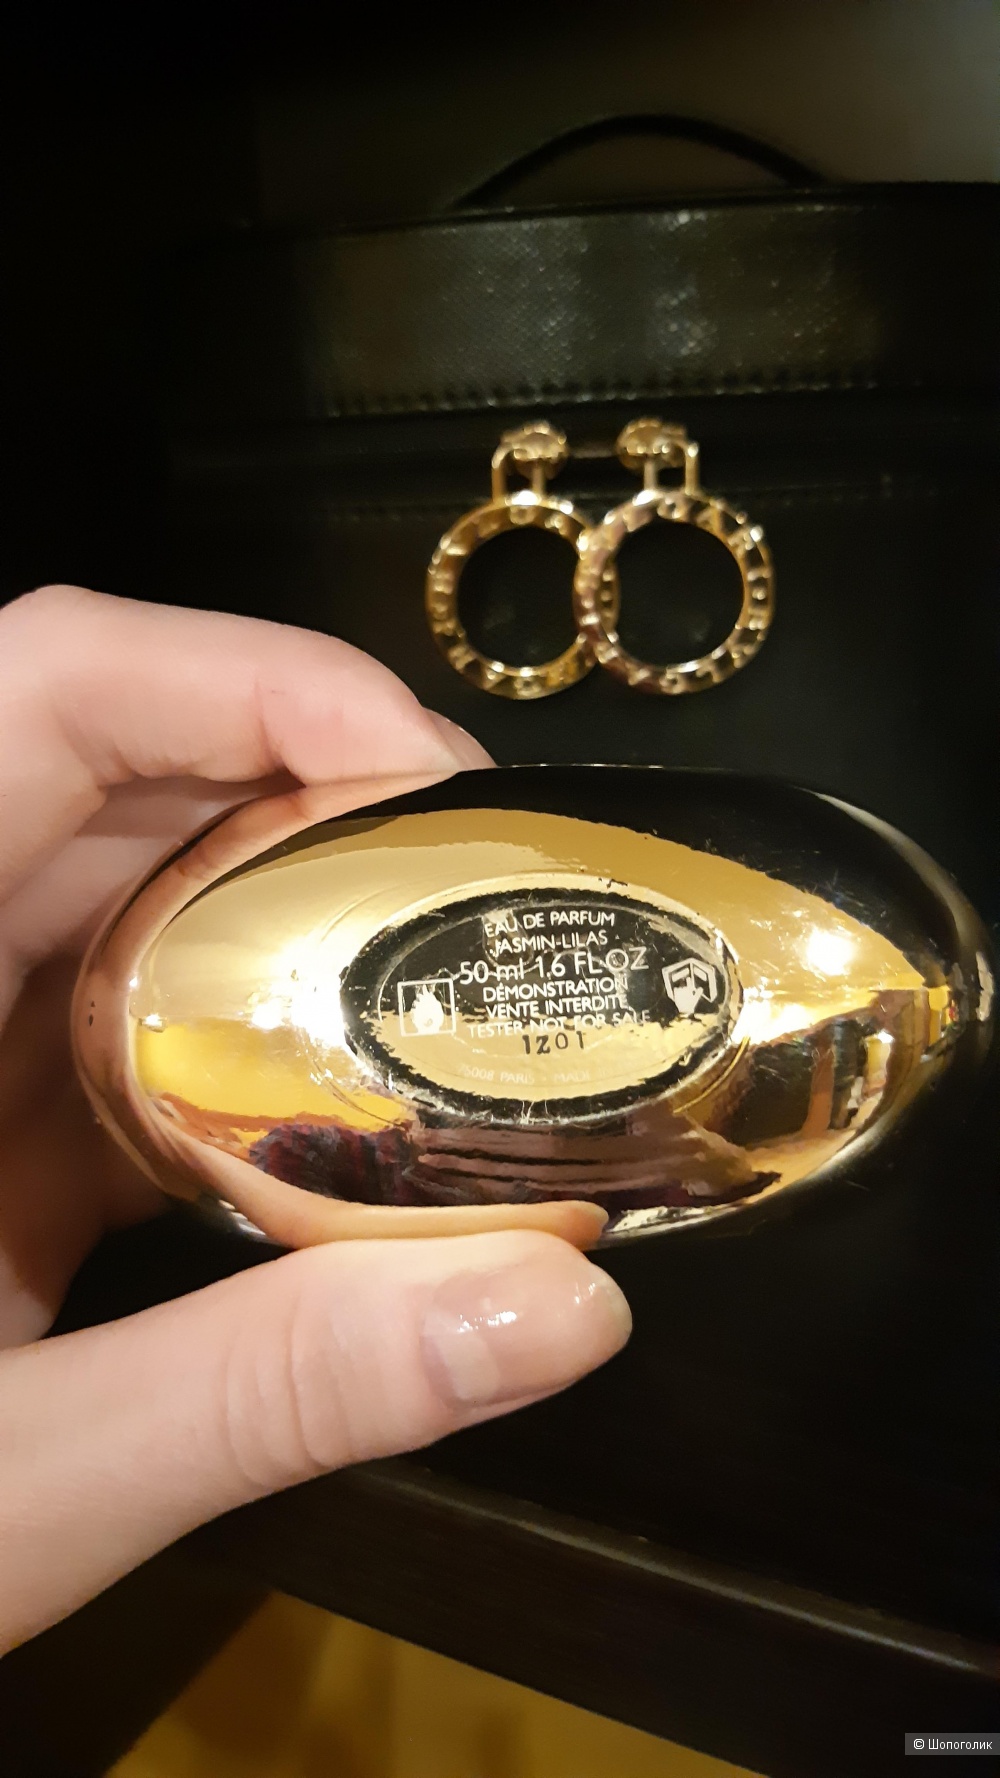 EAU DE PARFUM
JASMIN-LILAS
50 ml 1.6 FL OZ
DÉMONSTRATION
VENTE INTERDITE
TESTER NOT FOR SALE
1201
75008 PARIS - MADE
© Шопоголик